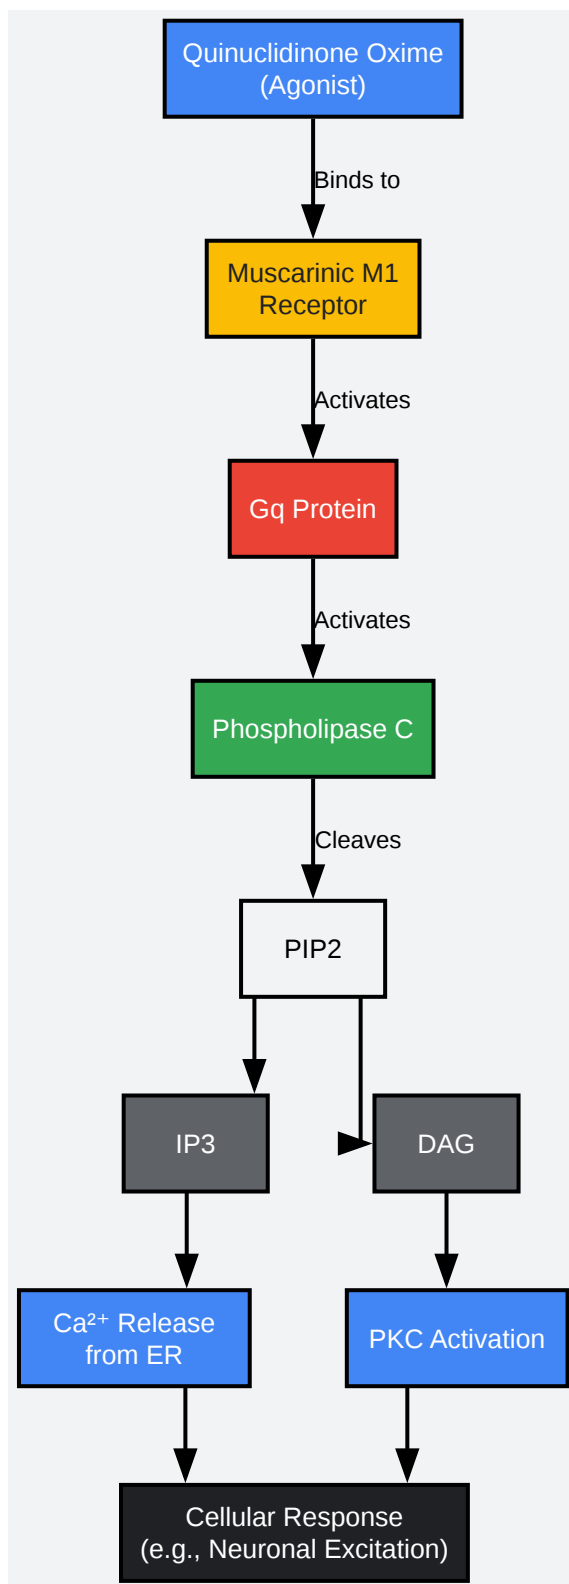 Quinuclidinone Oxime
(Agonist)
Binds to
Muscarinic M1
Receptor
Activates
Gq Protein
Activates
Phospholipase C
Cleaves
PIP2
IP3
DAG
Ca²⁺ Release
from ER
PKC Activation
Cellular Response
(e.g., Neuronal Excitation)